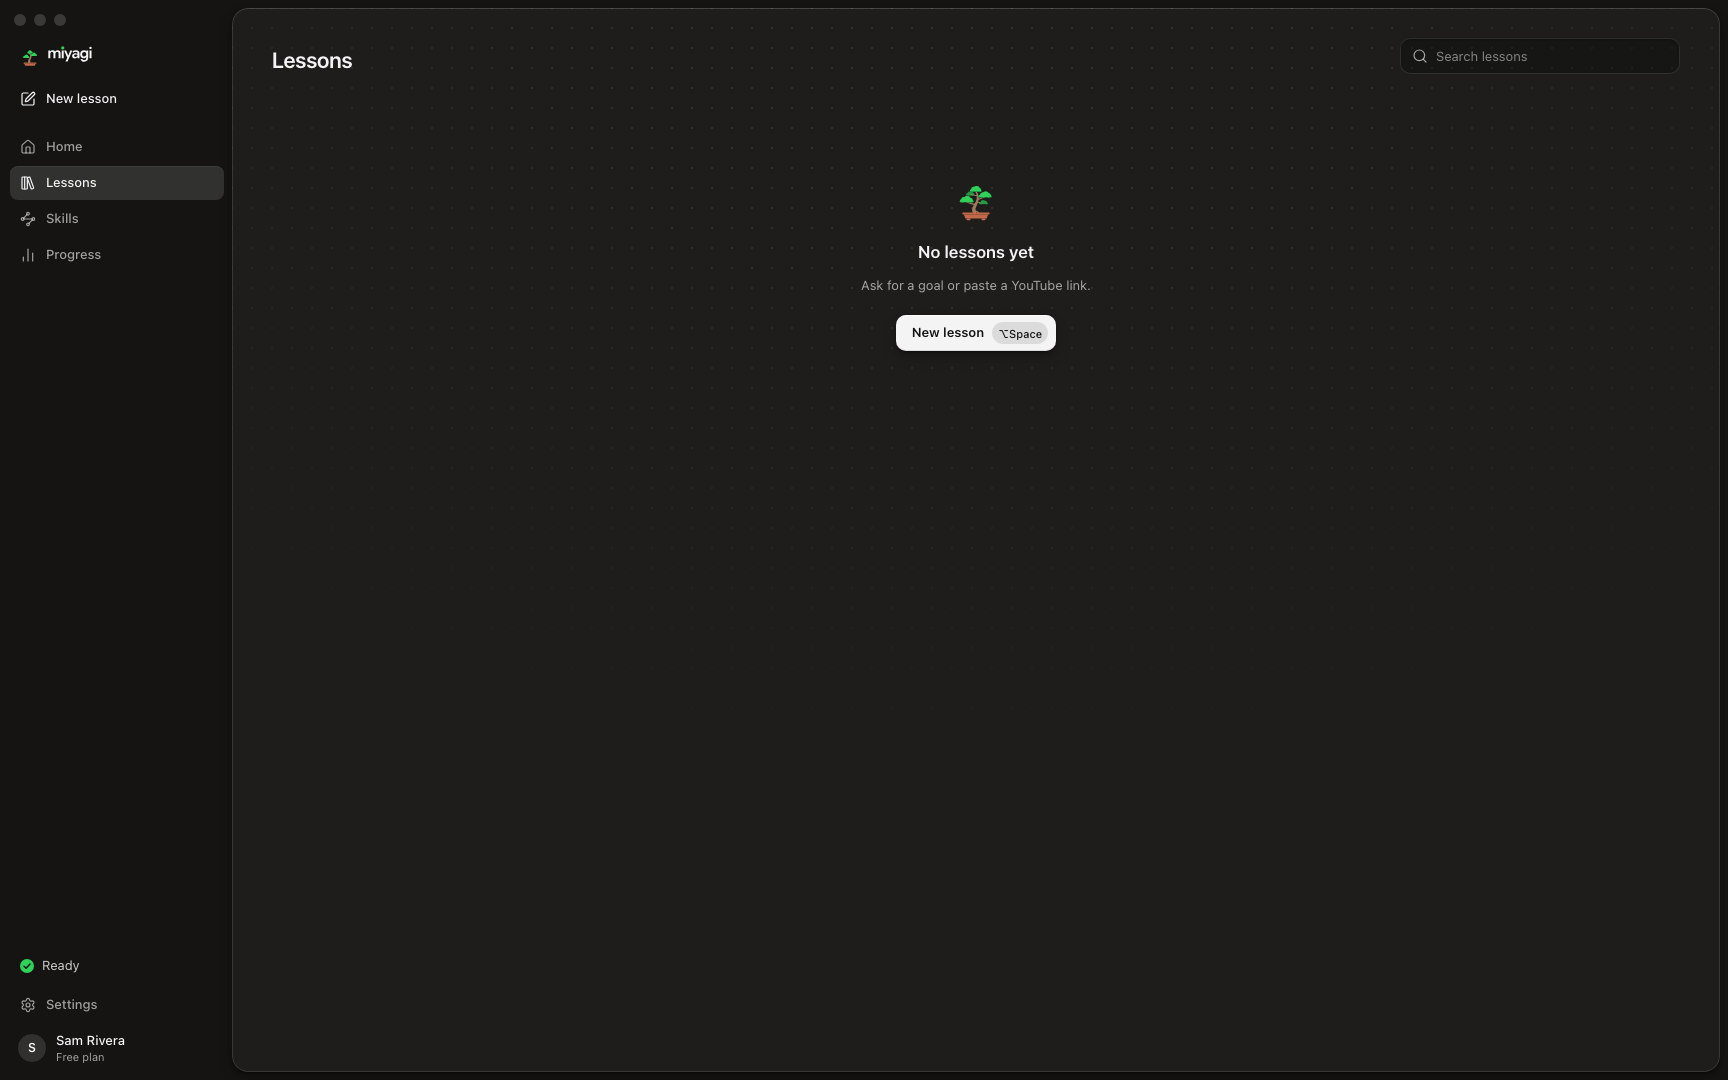 miyagi
New lesson
Home
Lessons
Skills
Progress
Ready
Settings
S
Sam Rivera
Free plan
Lessons
Search lessons
No lessons yet
Ask for a goal or paste a YouTube link.
New lesson ⌥Space